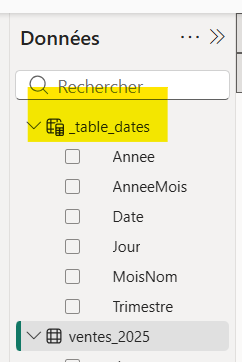 Données
Rechercher
_table_dates
Annee
AnneeMois
Date
Jour
MoisNom
Trimestre
ventes_2025